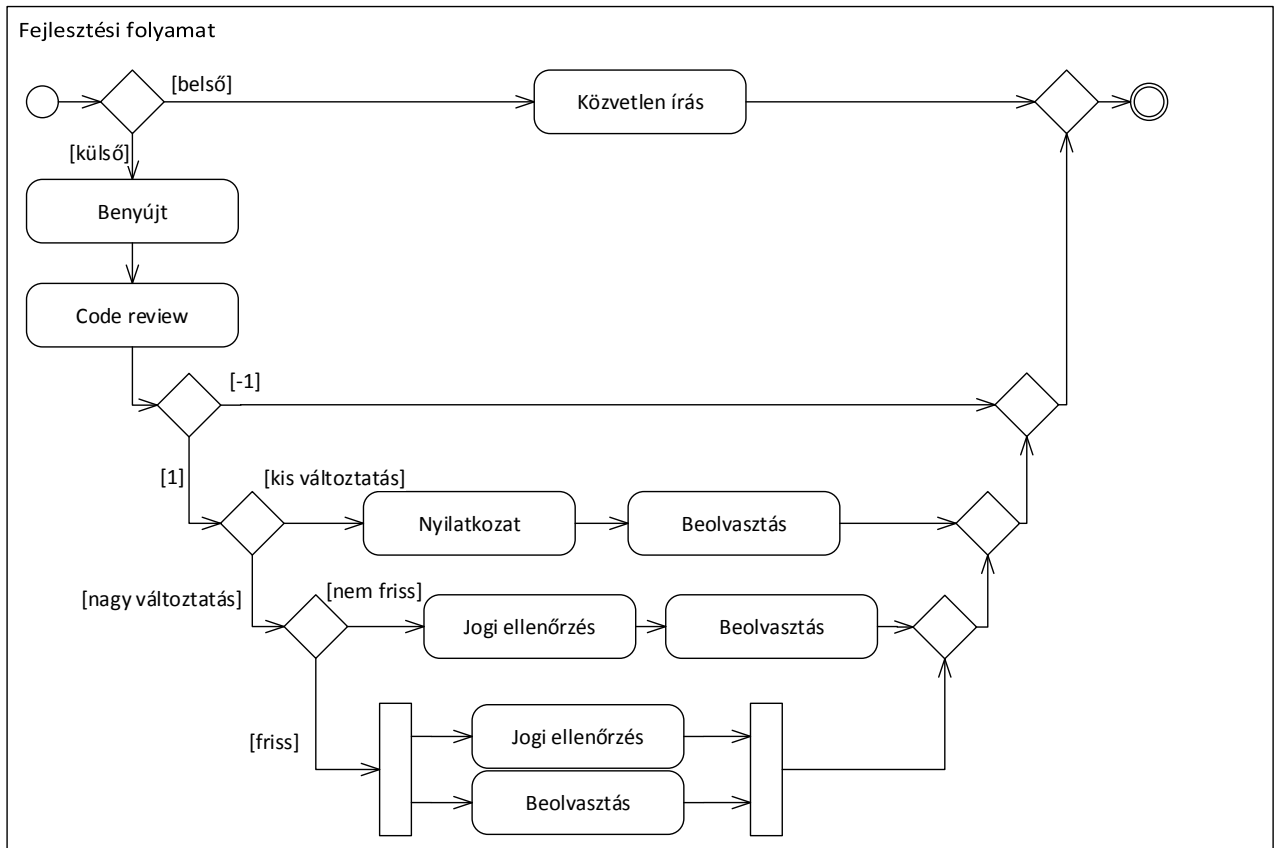 Fejlesztési folyamat
[belső]
Közvetlen írás
[külső]
Benyújt
Code review
[-1]
[1]
[kis változtatás]
Nyilatkozat
Beolvasztás
[nagy változtatás]
[nem friss]
Jogi ellenőrzés
Beolvasztás
[friss]
Jogi ellenőrzés
Beolvasztás